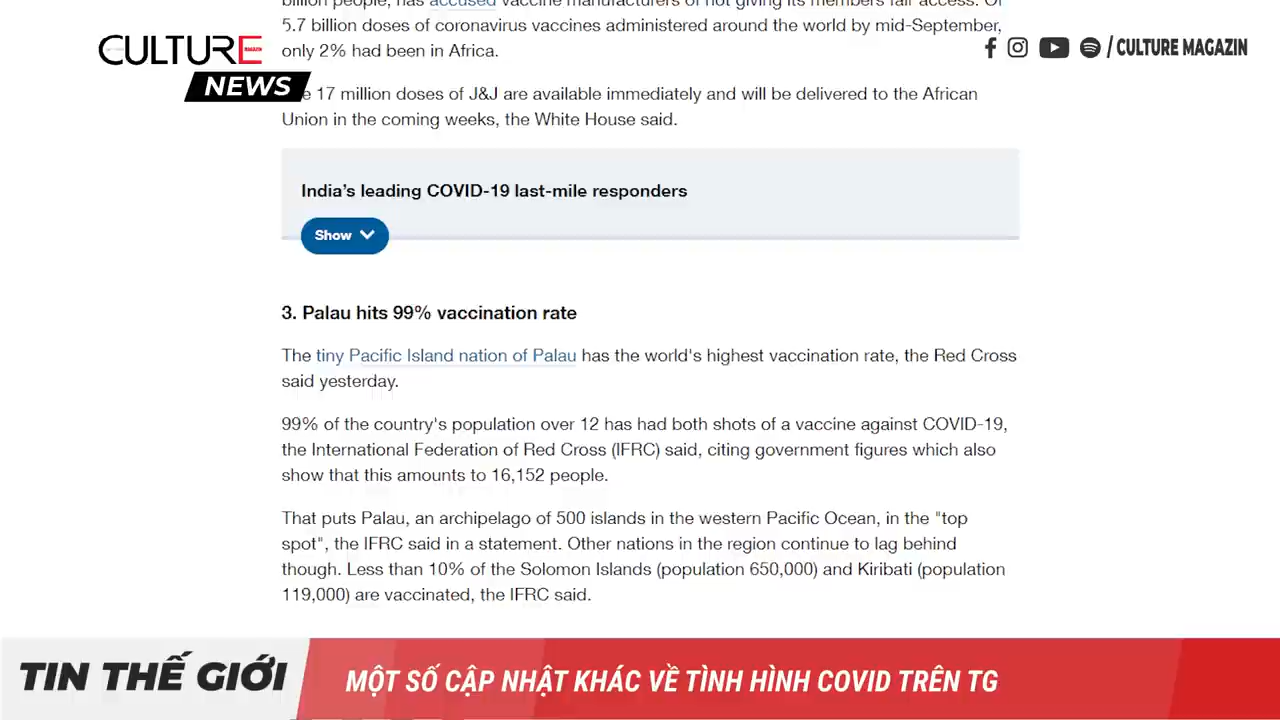 billion people, has accused vaccine manufacturers of not giving its members fair access. Of
5.7 billion doses of coronavirus vaccines administered around the world by mid-September,
only 2% had been in Africa.
CULTURE
MAGAZIN
NEWS
/ CULTURE MAGAZIN
e 17 million doses of J&J are available immediately and will be delivered to the African
Union in the coming weeks, the White House said.
India's leading COVID-19 last-mile responders
Show
3. Palau hits 99% vaccination rate
The tiny Pacific Island nation of Palau has the world's highest vaccination rate, the Red Cross
said yesterday.
99% of the country's population over 12 has had both shots of a vaccine against COVID-19,
the International Federation of Red Cross (IFRC) said, citing government figures which also
show that this amounts to 16,152 people.
That puts Palau, an archipelago of 500 islands in the western Pacific Ocean, in the "top
spot", the IFRC said in a statement. Other nations in the region continue to lag behind
though. Less than 10% of the Solomon Islands (population 650,000) and Kiribati (population
119,000) are vaccinated, the IFRC said.
TIN THẾ GIỚI
MỘT SỐ CẬP NHẬT KHÁC VỀ TÌNH HÌNH COVID TRÊN TG